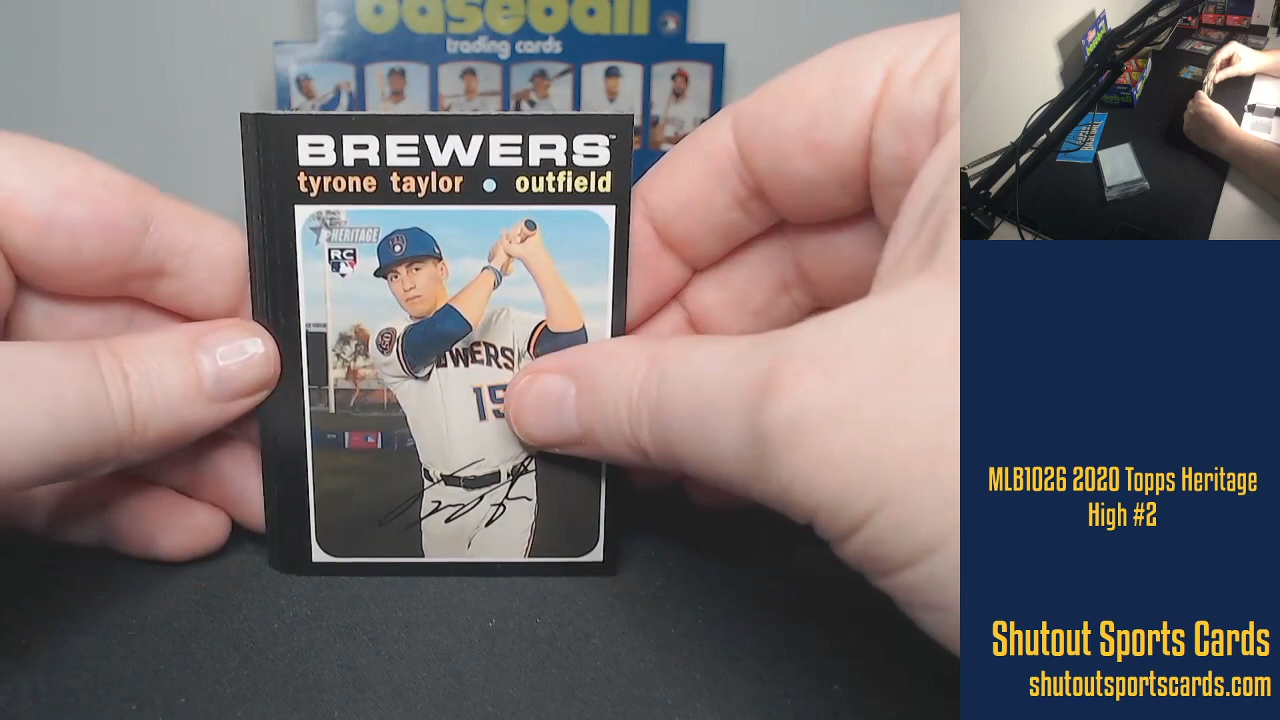 baseball
trading cards
BREWERS™
tyrone taylor • outfield
HERITAGE
RC
BREWERS
15
MLB1026 2020 Topps Heritage
High #2
Shutout Sports Cards
shutoutsportscards.com